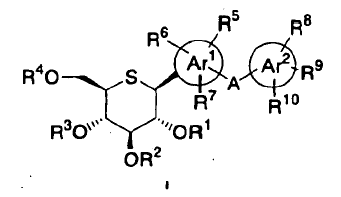 R⁶ R⁵ R⁸
R⁴O S Ar¹ Ar² R⁹
R⁷ A R¹⁰
R³O OR¹
OR²
I